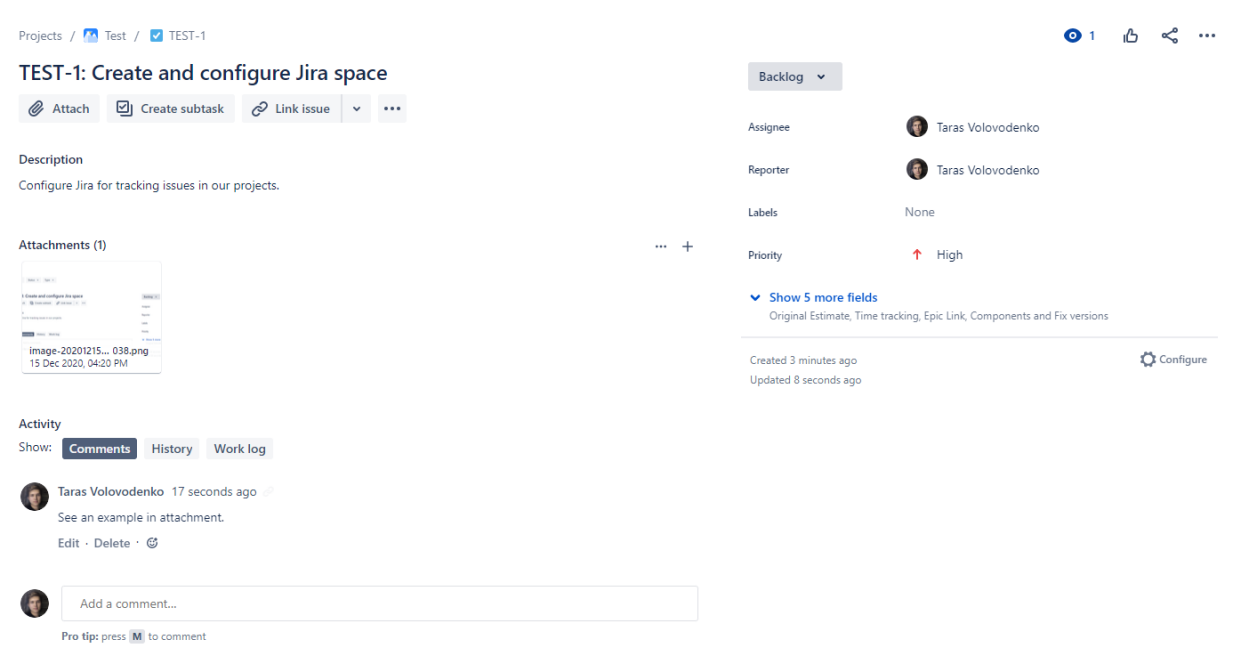 Projects / Test / TEST-1
1
TEST-1: Create and configure Jira space
Backlog
Attach Create subtask Link issue
Assignee Taras Volovodenko
Description
Configure Jira for tracking issues in our projects.
Reporter Taras Volovodenko
Labels None
Attachments (1)
Priority High
Show 5 more fields
Original Estimate, Time tracking, Epic Link, Components and Fix versions
image-20201215... 038.png
15 Dec 2020, 04:20 PM
Created 3 minutes ago
Configure
Updated 8 seconds ago
Activity
Show: Comments History Work log
Taras Volovodenko 17 seconds ago
See an example in attachment.
Edit · Delete ·
Add a comment...
Pro tip: press M to comment